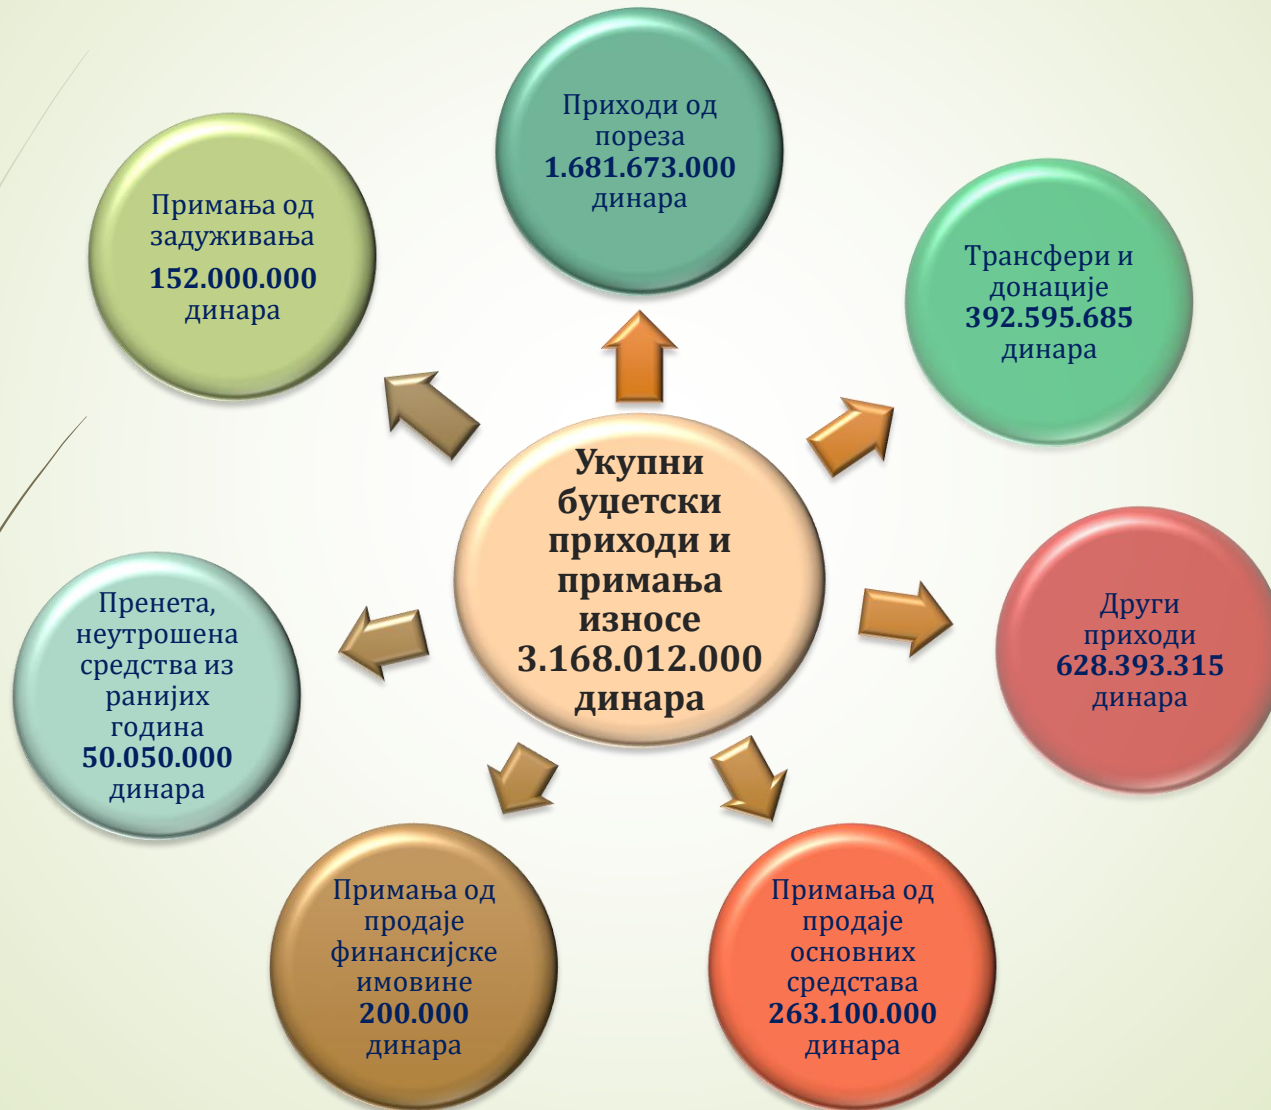 Приходи од
пореза
1.681.673.000
динара
Примања од
задуживања
152.000.000
динара
Трансфери и
донације
392.595.685
динара
Укупни
буџетски
приходи и
примања
износе
3.168.012.000
динара
Други
приходи
628.393.315
динара
Пренета,
неутрошена
средства из
ранијих
година
50.050.000
динара
Примања од
продаје
финансијске
имовине
200.000
динара
Примања од
продаје
основних
средстава
263.100.000
динара